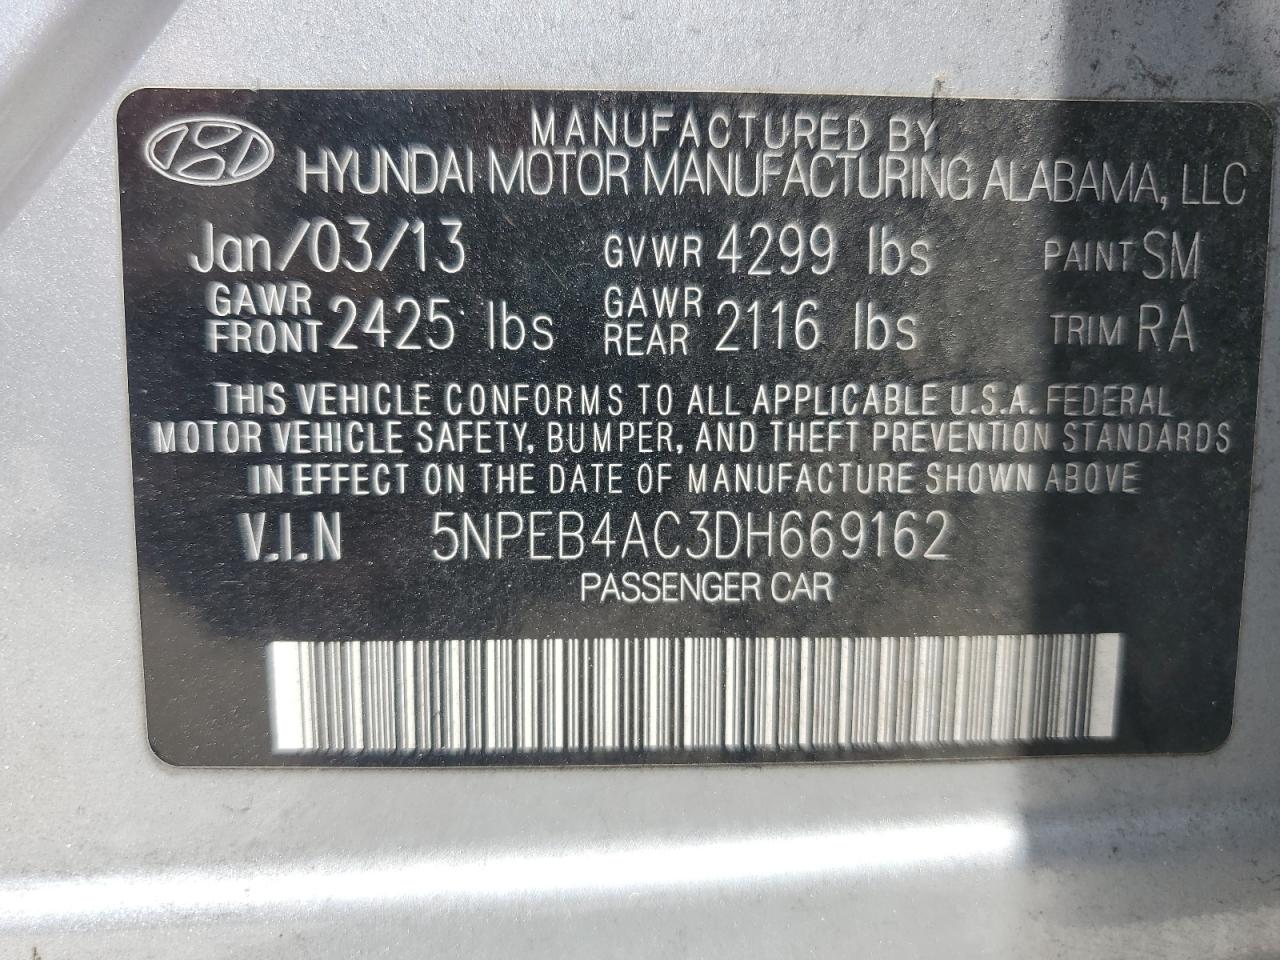 MANUFACTURED BY
HYUNDAI MOTOR MANUFACTURING ALABAMA, LLC
Jan/03/13 GVWR 4299 lbs PAINT SM
GAWR FRONT 2425 lbs GAWR REAR 2116 lbs TRIM RA
THIS VEHICLE CONFORMS TO ALL APPLICABLE U.S.A. FEDERAL
MOTOR VEHICLE SAFETY, BUMPER, AND THEFT PREVENTION STANDARDS
IN EFFECT ON THE DATE OF MANUFACTURE SHOWN ABOVE
V.I.N 5NPEB4AC3DH669162
PASSENGER CAR